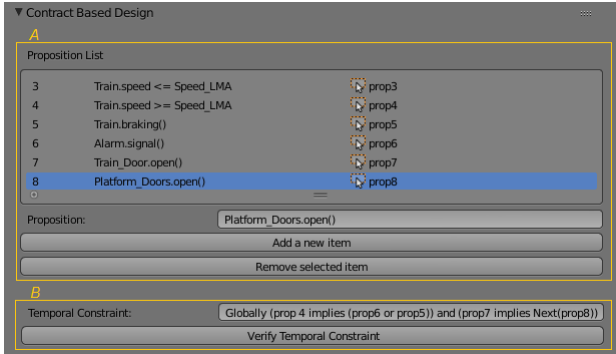 Contract Based Design
A
Proposition List
3 Train.speed <= Speed_LMA prop3
4 Train.speed >= Speed_LMA prop4
5 Train.braking() prop5
6 Alarm.signal() prop6
7 Train_Door.open() prop7
8 Platform_Doors.open() prop8
Proposition: Platform_Doors.open()
Add a new item
Remove selected item
B
Temporal Constraint: Globally (prop 4 implies (prop6 or prop5)) and (prop7 implies Next(prop8))
Verify Temporal Constraint